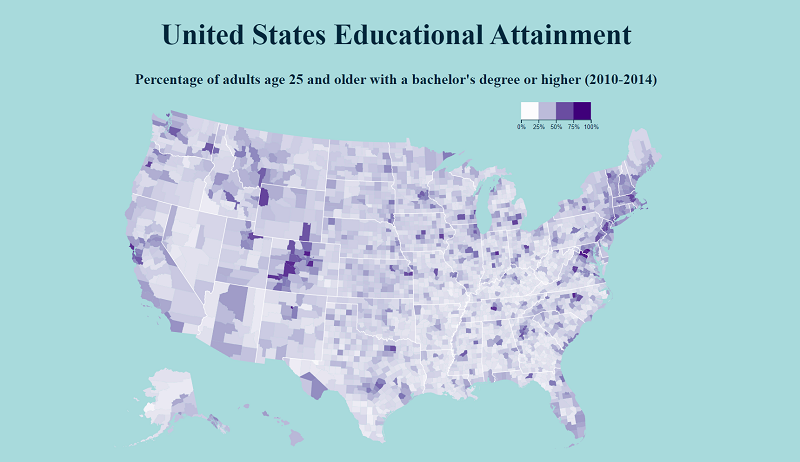 United States Educational Attainment
Percentage of adults age 25 and older with a bachelor's degree or higher (2010-2014)
0% 25% 50% 75% 100%